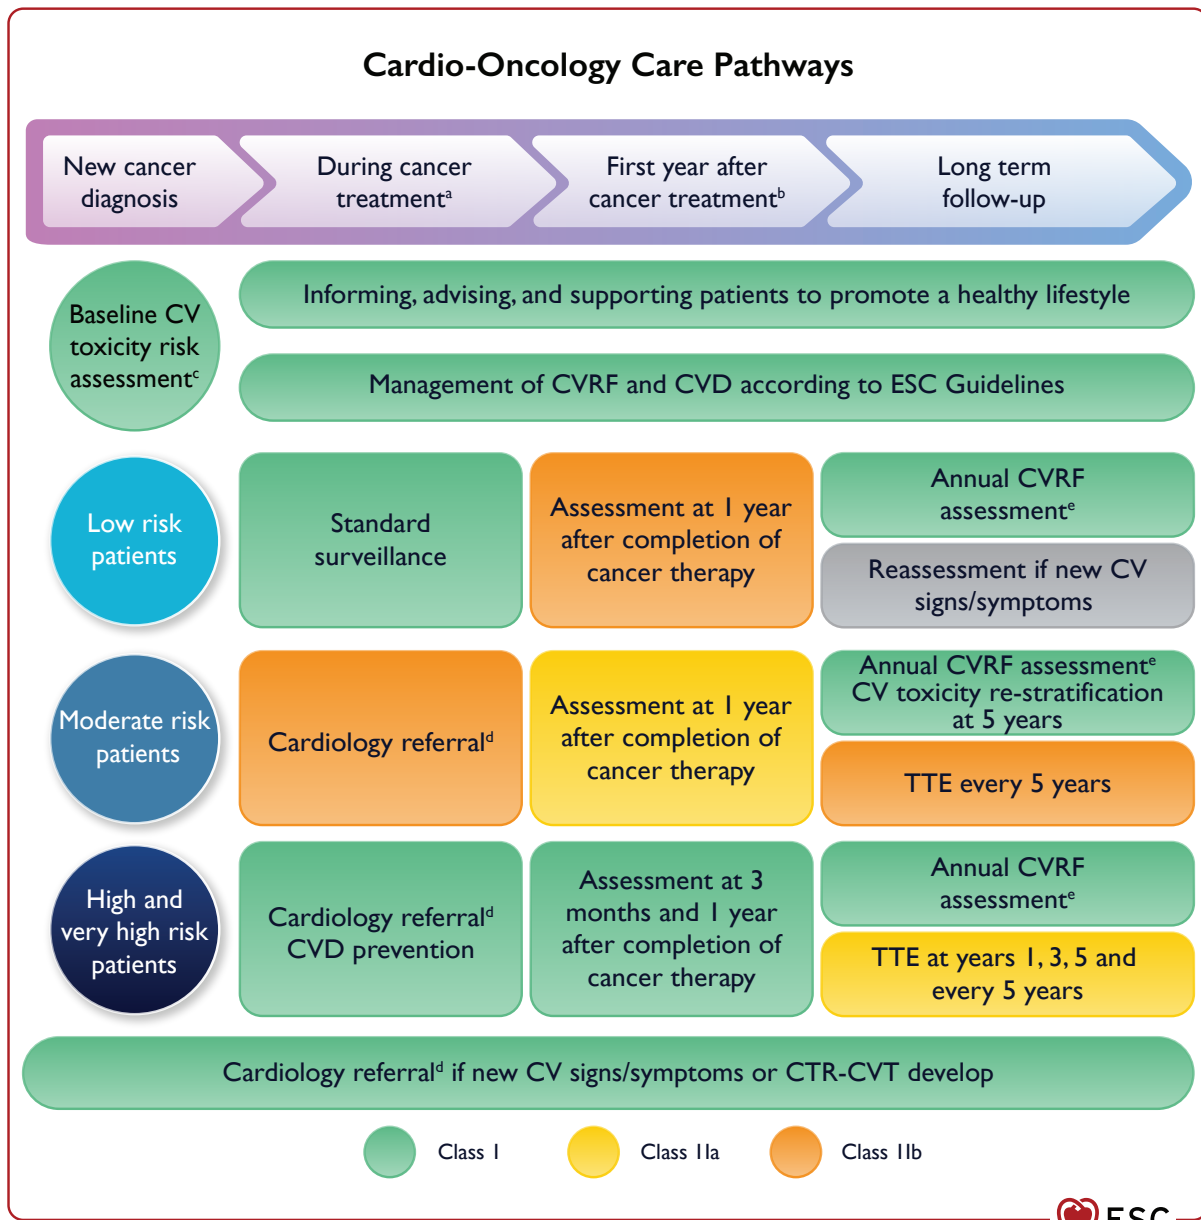 Cardio-Oncology Care Pathways
New cancer
diagnosis
During cancer
treatmentᵃ
First year after
cancer treatmentᵇ
Long term
follow-up
Baseline CV
toxicity risk
assessmentᶜ
Informing, advising, and supporting patients to promote a healthy lifestyle
Management of CVRF and CVD according to ESC Guidelines
Low risk
patients
Standard
surveillance
Assessment at 1 year
after completion of
cancer therapy
Annual CVRF
assessmentᵉ
Reassessment if new CV
signs/symptoms
Moderate risk
patients
Cardiology referralᵈ
Assessment at 1 year
after completion of
cancer therapy
Annual CVRF assessmentᵉ
CV toxicity re-stratification
at 5 years
TTE every 5 years
High and
very high risk
patients
Cardiology referralᵈ
CVD prevention
Assessment at 3
months and 1 year
after completion of
cancer therapy
Annual CVRF
assessmentᵉ
TTE at years 1, 3, 5 and
every 5 years
Cardiology referralᵈ if new CV signs/symptoms or CTR-CVT develop
Class 1
Class 11a
Class 11b
ESC